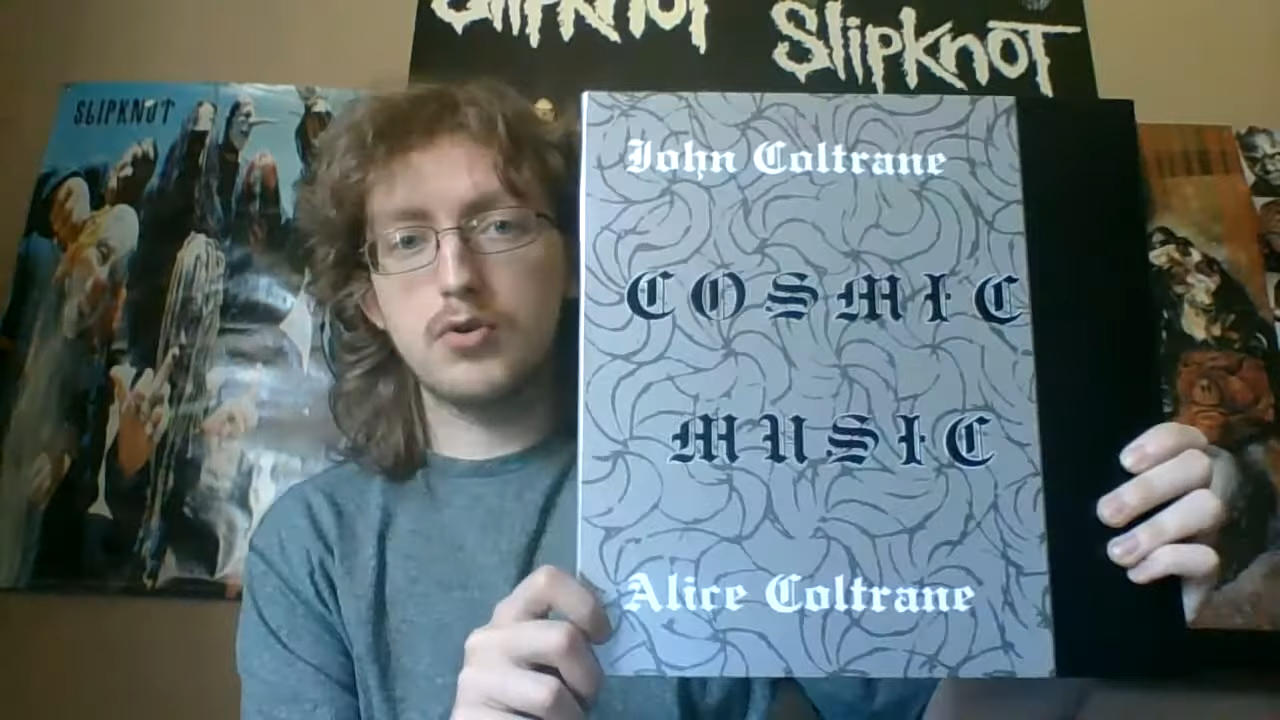 SLIPKNOT
SLIPKNOT
SLIPKNOT
John Coltrane
COSMIC
MUSIC
Alice Coltrane